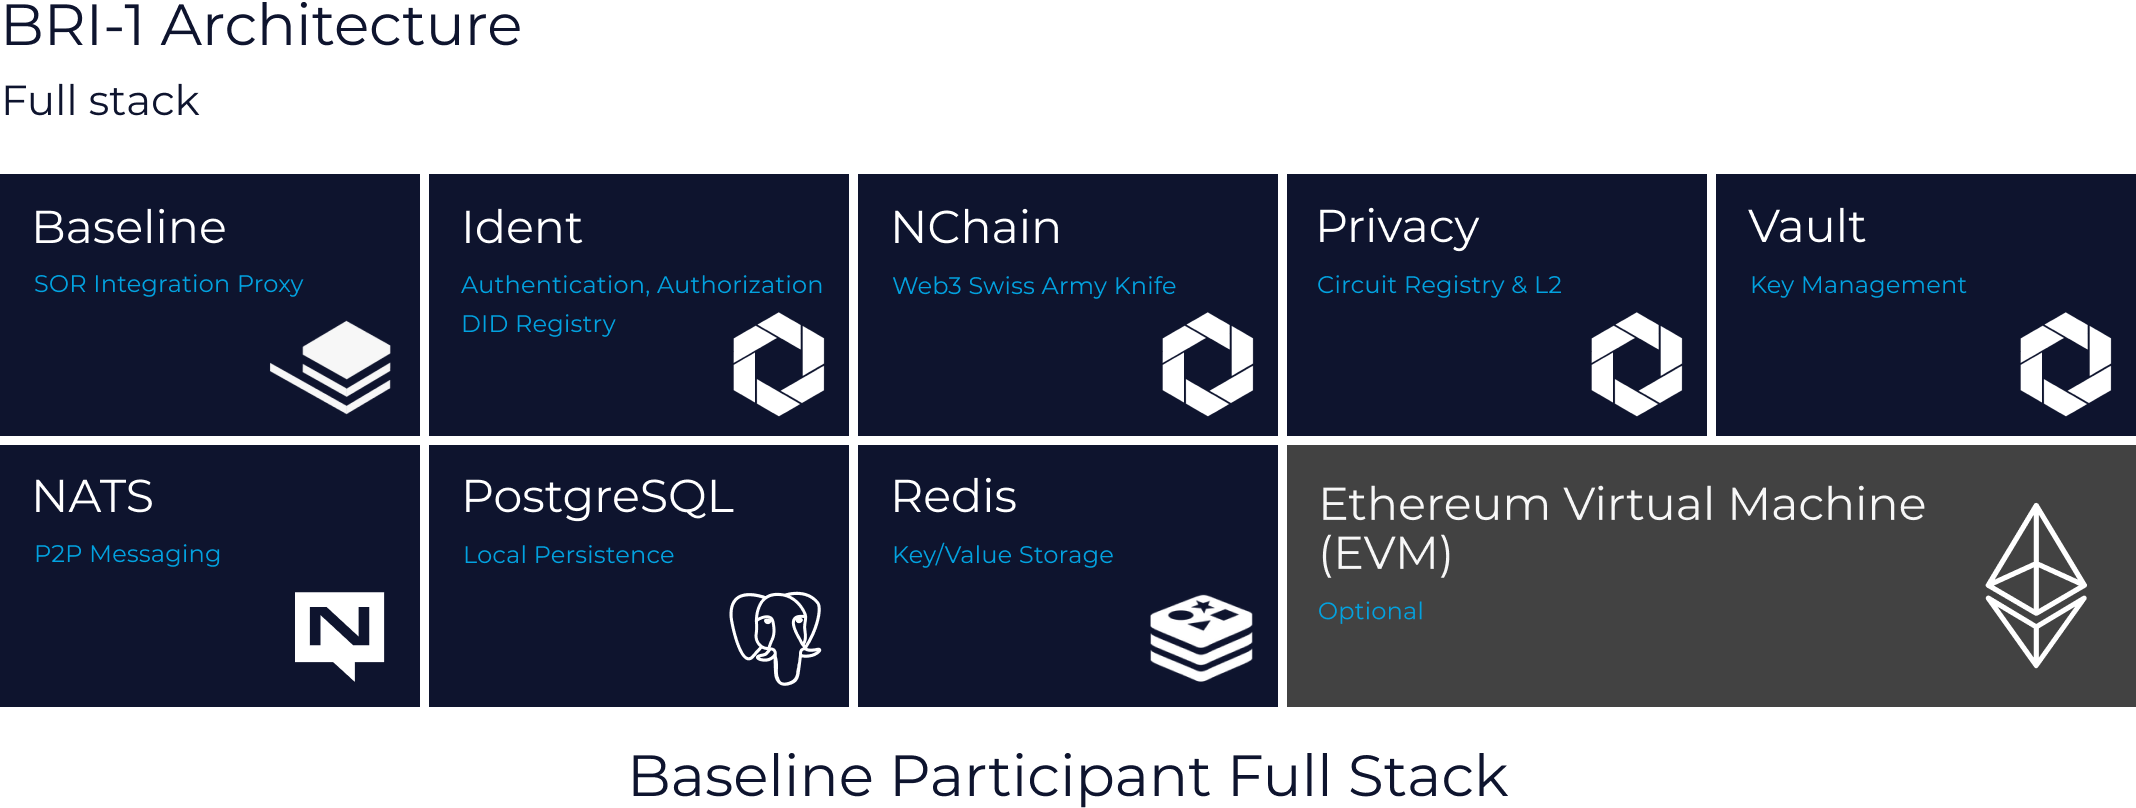 BRI-1 Architecture
Full stack
Baseline
SOR Integration Proxy
Ident
Authentication, Authorization
DID Registry
NChain
Web3 Swiss Army Knife
Privacy
Circuit Registry & L2
Vault
Key Management
NATS
P2P Messaging
N
PostgreSQL
Local Persistence
Redis
Key/Value Storage
Ethereum Virtual Machine
(EVM)
Optional
Baseline Participant Full Stack